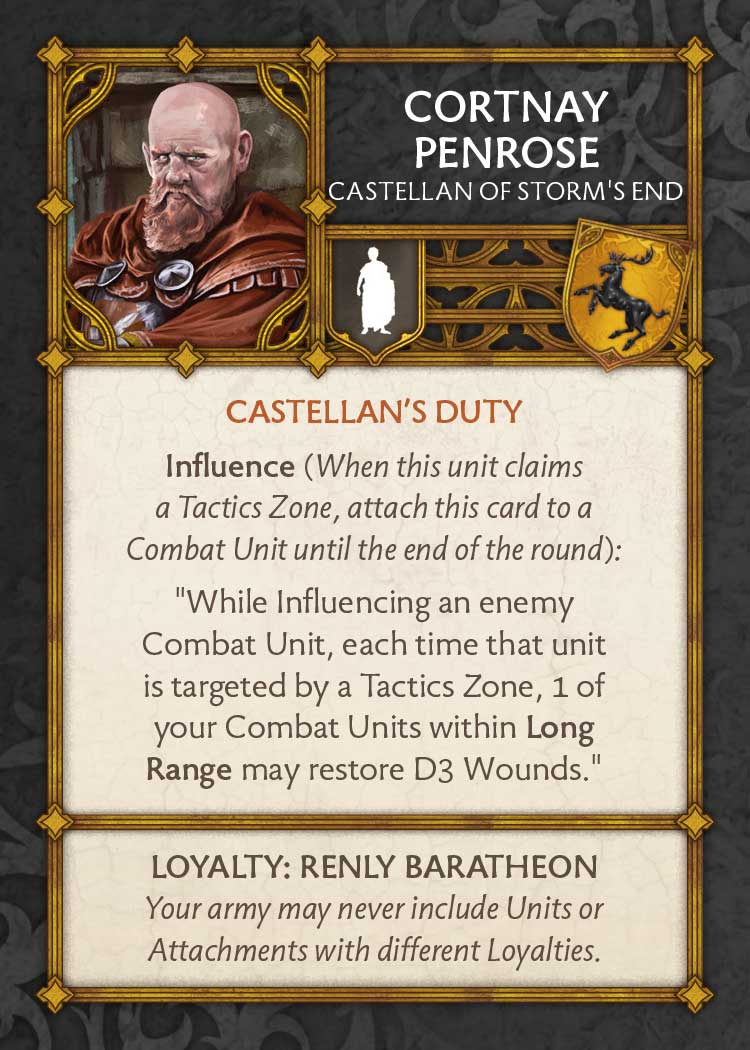 CORTNAY
PENROSE
CASTELLAN OF STORM'S END
CASTELLAN’S DUTY
Influence (When this unit claims
a Tactics Zone, attach this card to a
Combat Unit until the end of the round):
"While Influencing an enemy
Combat Unit, each time that unit
is targeted by a Tactics Zone, 1 of
your Combat Units within Long
Range may restore D3 Wounds."
LOYALTY: RENLY BARATHEON
Your army may never include Units or
Attachments with different Loyalties.